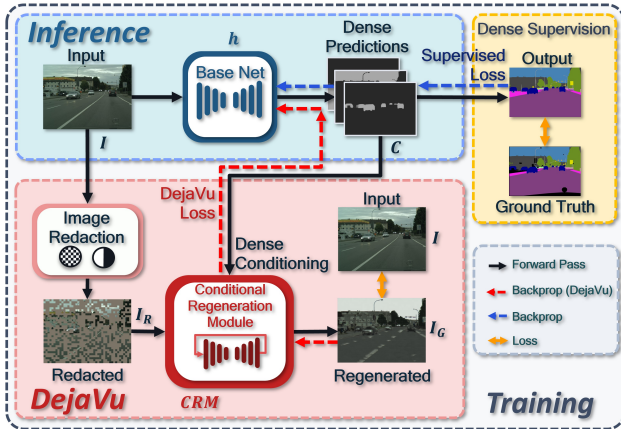 Inference
Input
h
Base Net
Dense
Predictions
Supervised
Loss
Dense Supervision
Output
Ground Truth
I
C
DejaVu
Loss
Image
Redaction
Dense
Conditioning
Input
I
Conditional
Regeneration
Module
I_R
I_G
Redacted
Regenerated
DejaVu
CRM
Forward Pass
Backprop (DejaVu)
Backprop
Loss
Training